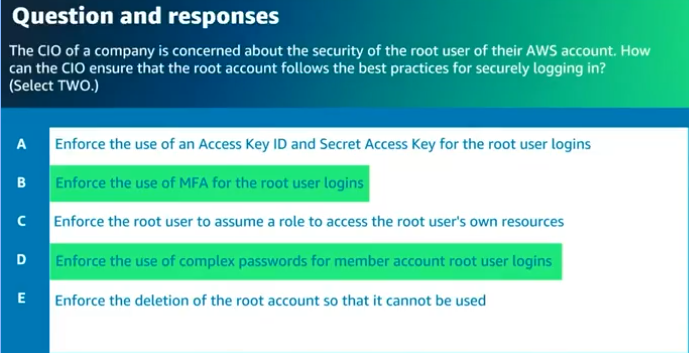 Question and responses
The CIO of a company is concerned about the security of the root user of their AWS account. How
can the CIO ensure that the root account follows the best practices for securely logging in?
(Select TWO.)
A Enforce the use of an Access Key ID and Secret Access Key for the root user logins
B Enforce the use of MFA for the root user logins
C Enforce the root user to assume a role to access the root user's own resources
D Enforce the use of complex passwords for member account root user logins
E Enforce the deletion of the root account so that it cannot be used